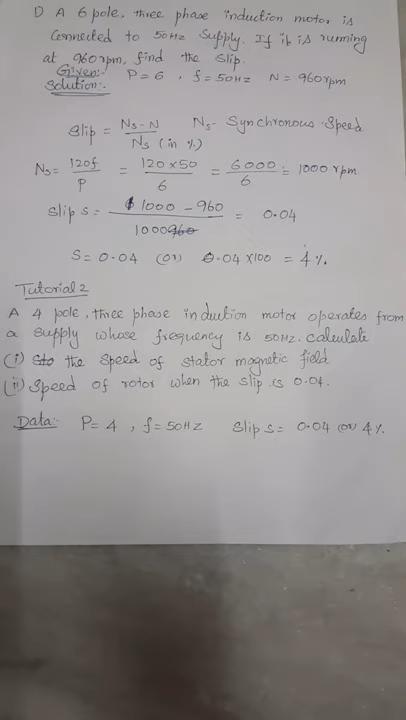 1) A 6 pole, three phase induction motor is
Connected to 50Hz Supply. If it is running
at 960rpm, find the Slip.
Given:- P=6 , f=50Hz N=960rpm
Solution:-
Slip = Ns-N / Ns (in %) Ns- Synchronous Speed
Ns= 120f / P = 120×50 / 6 = 6000 / 6 = 1000 rpm
Slip s = 1000 - 960 / 1000 960 = 0.04
S= 0.04 (or) 0.04 ×100 = 4%
Tutorial 2
A 4 pole, three phase induction motor operates from
a supply whose frequency is 50Hz. calculate
(i) Sto the Speed of stator magnetic field
(ii) Speed of rotor when the slip is 0.04.
Data:- P= 4 , f=50Hz Slip s= 0.04 or 4%